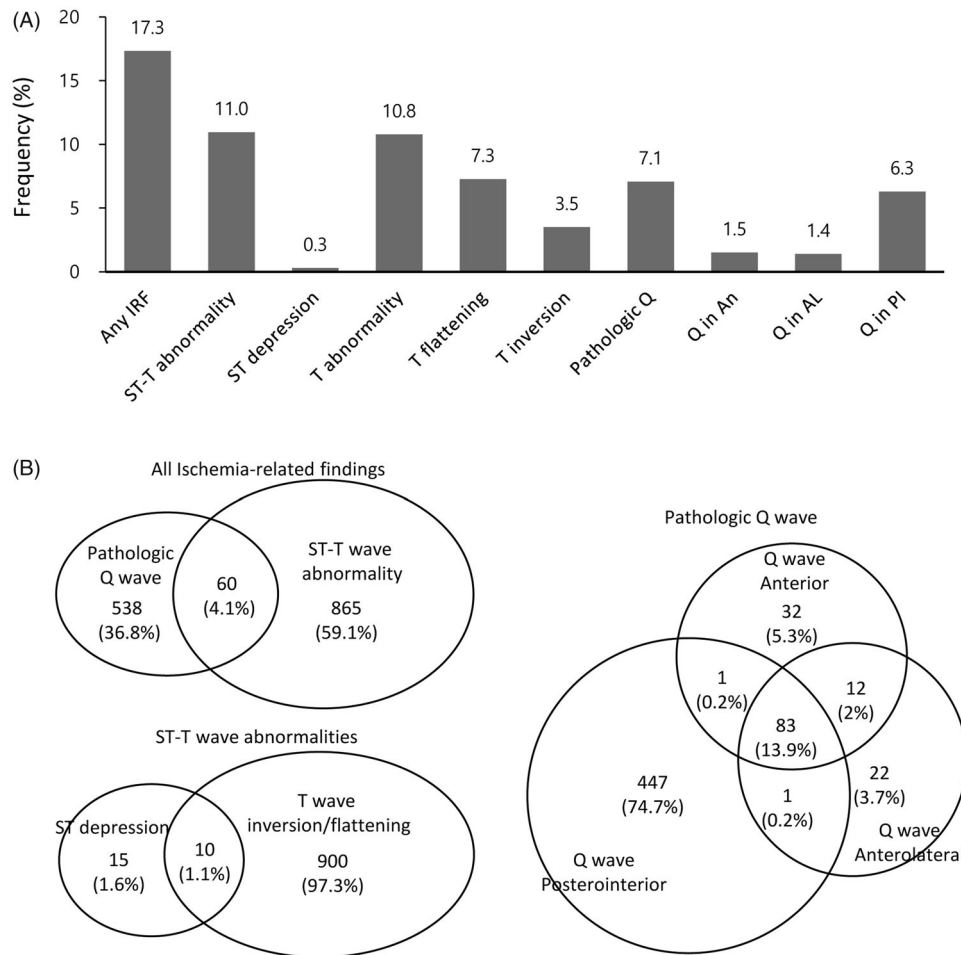 (A)
Frequency (%)
20
15
10
5
0
17.3
11.0
0.3
10.8
7.3
3.5
7.1
1.5
1.4
6.3
Any IRF
ST-T abnormality
ST depression
T abnormality
T flattening
T inversion
Pathologic Q
Q in An
Q in AL
Q in PI
(B)
All Ischemia-related findings
Pathologic
Q wave
538
(36.8%)
60
(4.1%)
ST-T wave
abnormality
865
(59.1%)
ST-T wave abnormalities
ST depression
15
(1.6%)
10
(1.1%)
T wave
inversion/flattening
900
(97.3%)
Pathologic Q wave
Q wave
Anterior
32
(5.3%)
1
(0.2%)
12
(2%)
83
(13.9%)
447
(74.7%)
1
(0.2%)
22
(3.7%)
Q wave
Posterointerior
Q wave
Anterolateral